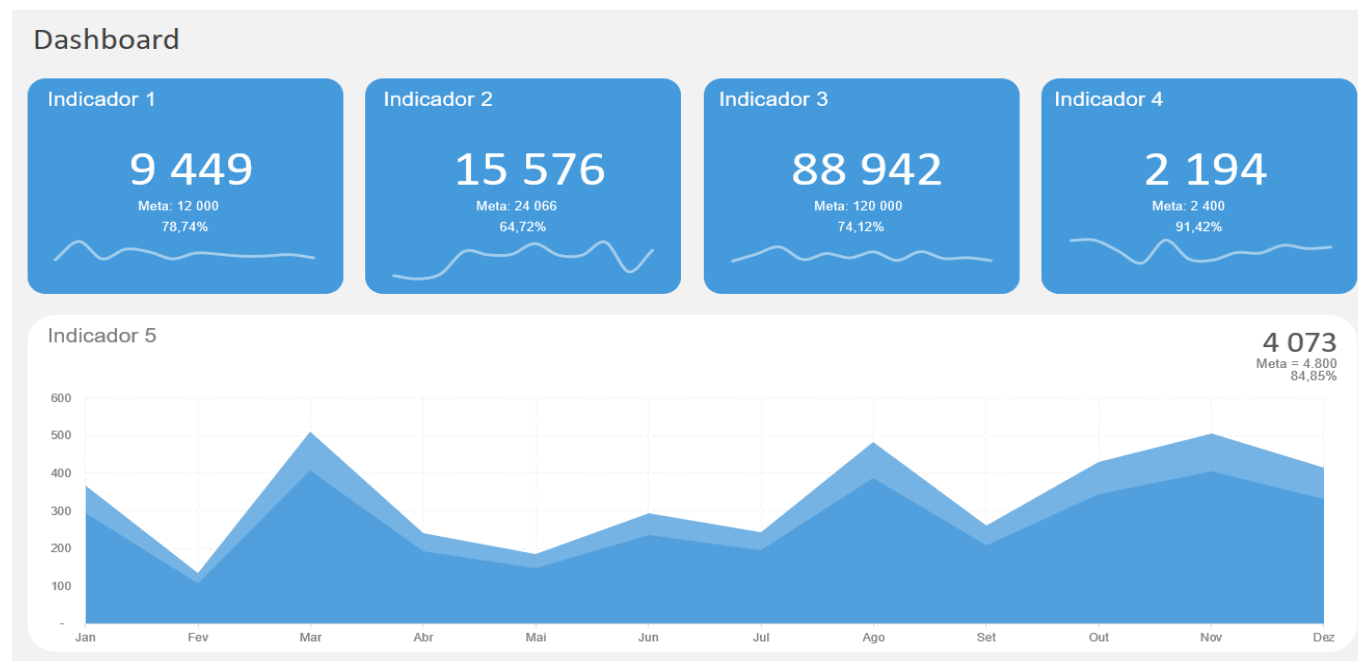 Dashboard
Indicador 1
9 449
Meta: 12 000
78,74%
Indicador 2
15 576
Meta: 24 066
64,72%
Indicador 3
88 942
Meta: 120 000
74,12%
Indicador 4
2 194
Meta: 2 400
91,42%
Indicador 5
4 073
Meta = 4.800
84,85%
600
500
400
300
200
100
-
Jan Fev Mar Abr Mai Jun Jul Ago Set Out Nov Dez